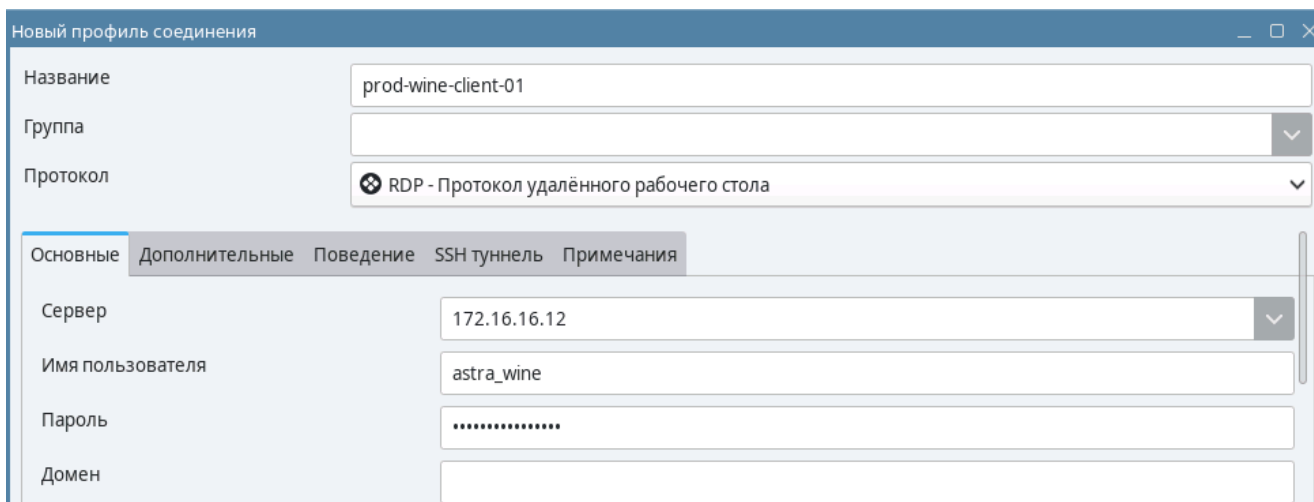 Новый профиль соединения
Название prod-wine-client-01
Группа
Протокол RDP - Протокол удалённого рабочего стола
Основные Дополнительные Поведение SSH туннель Примечания
Сервер 172.16.16.12
Имя пользователя astra_wine
Пароль ••••••••••••••••
Домен